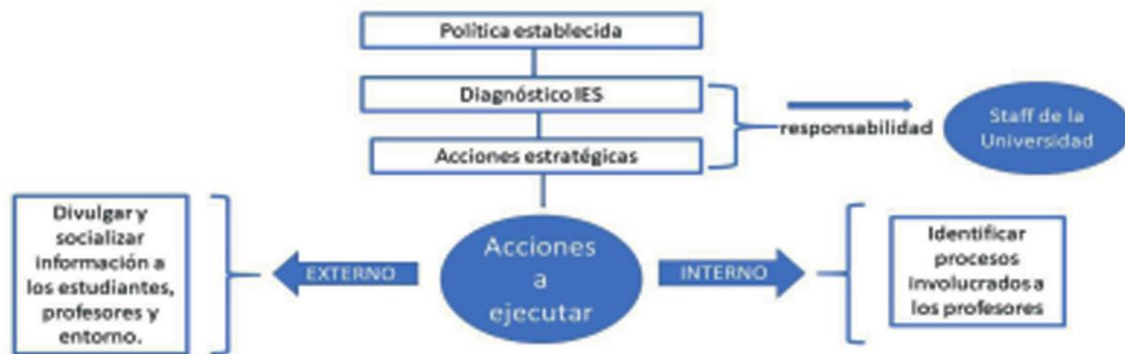 Política establecida
Diagnóstico IES
Acciones estratégicas
responsabilidad
Staff de la
Universidad
Divulgar y
socializar
información a
los estudiantes,
profesores y
entorno.
EXTERNO
Acciones
a
ejecutar
INTERNO
Identificar
procesos
involucrados a
los profesores